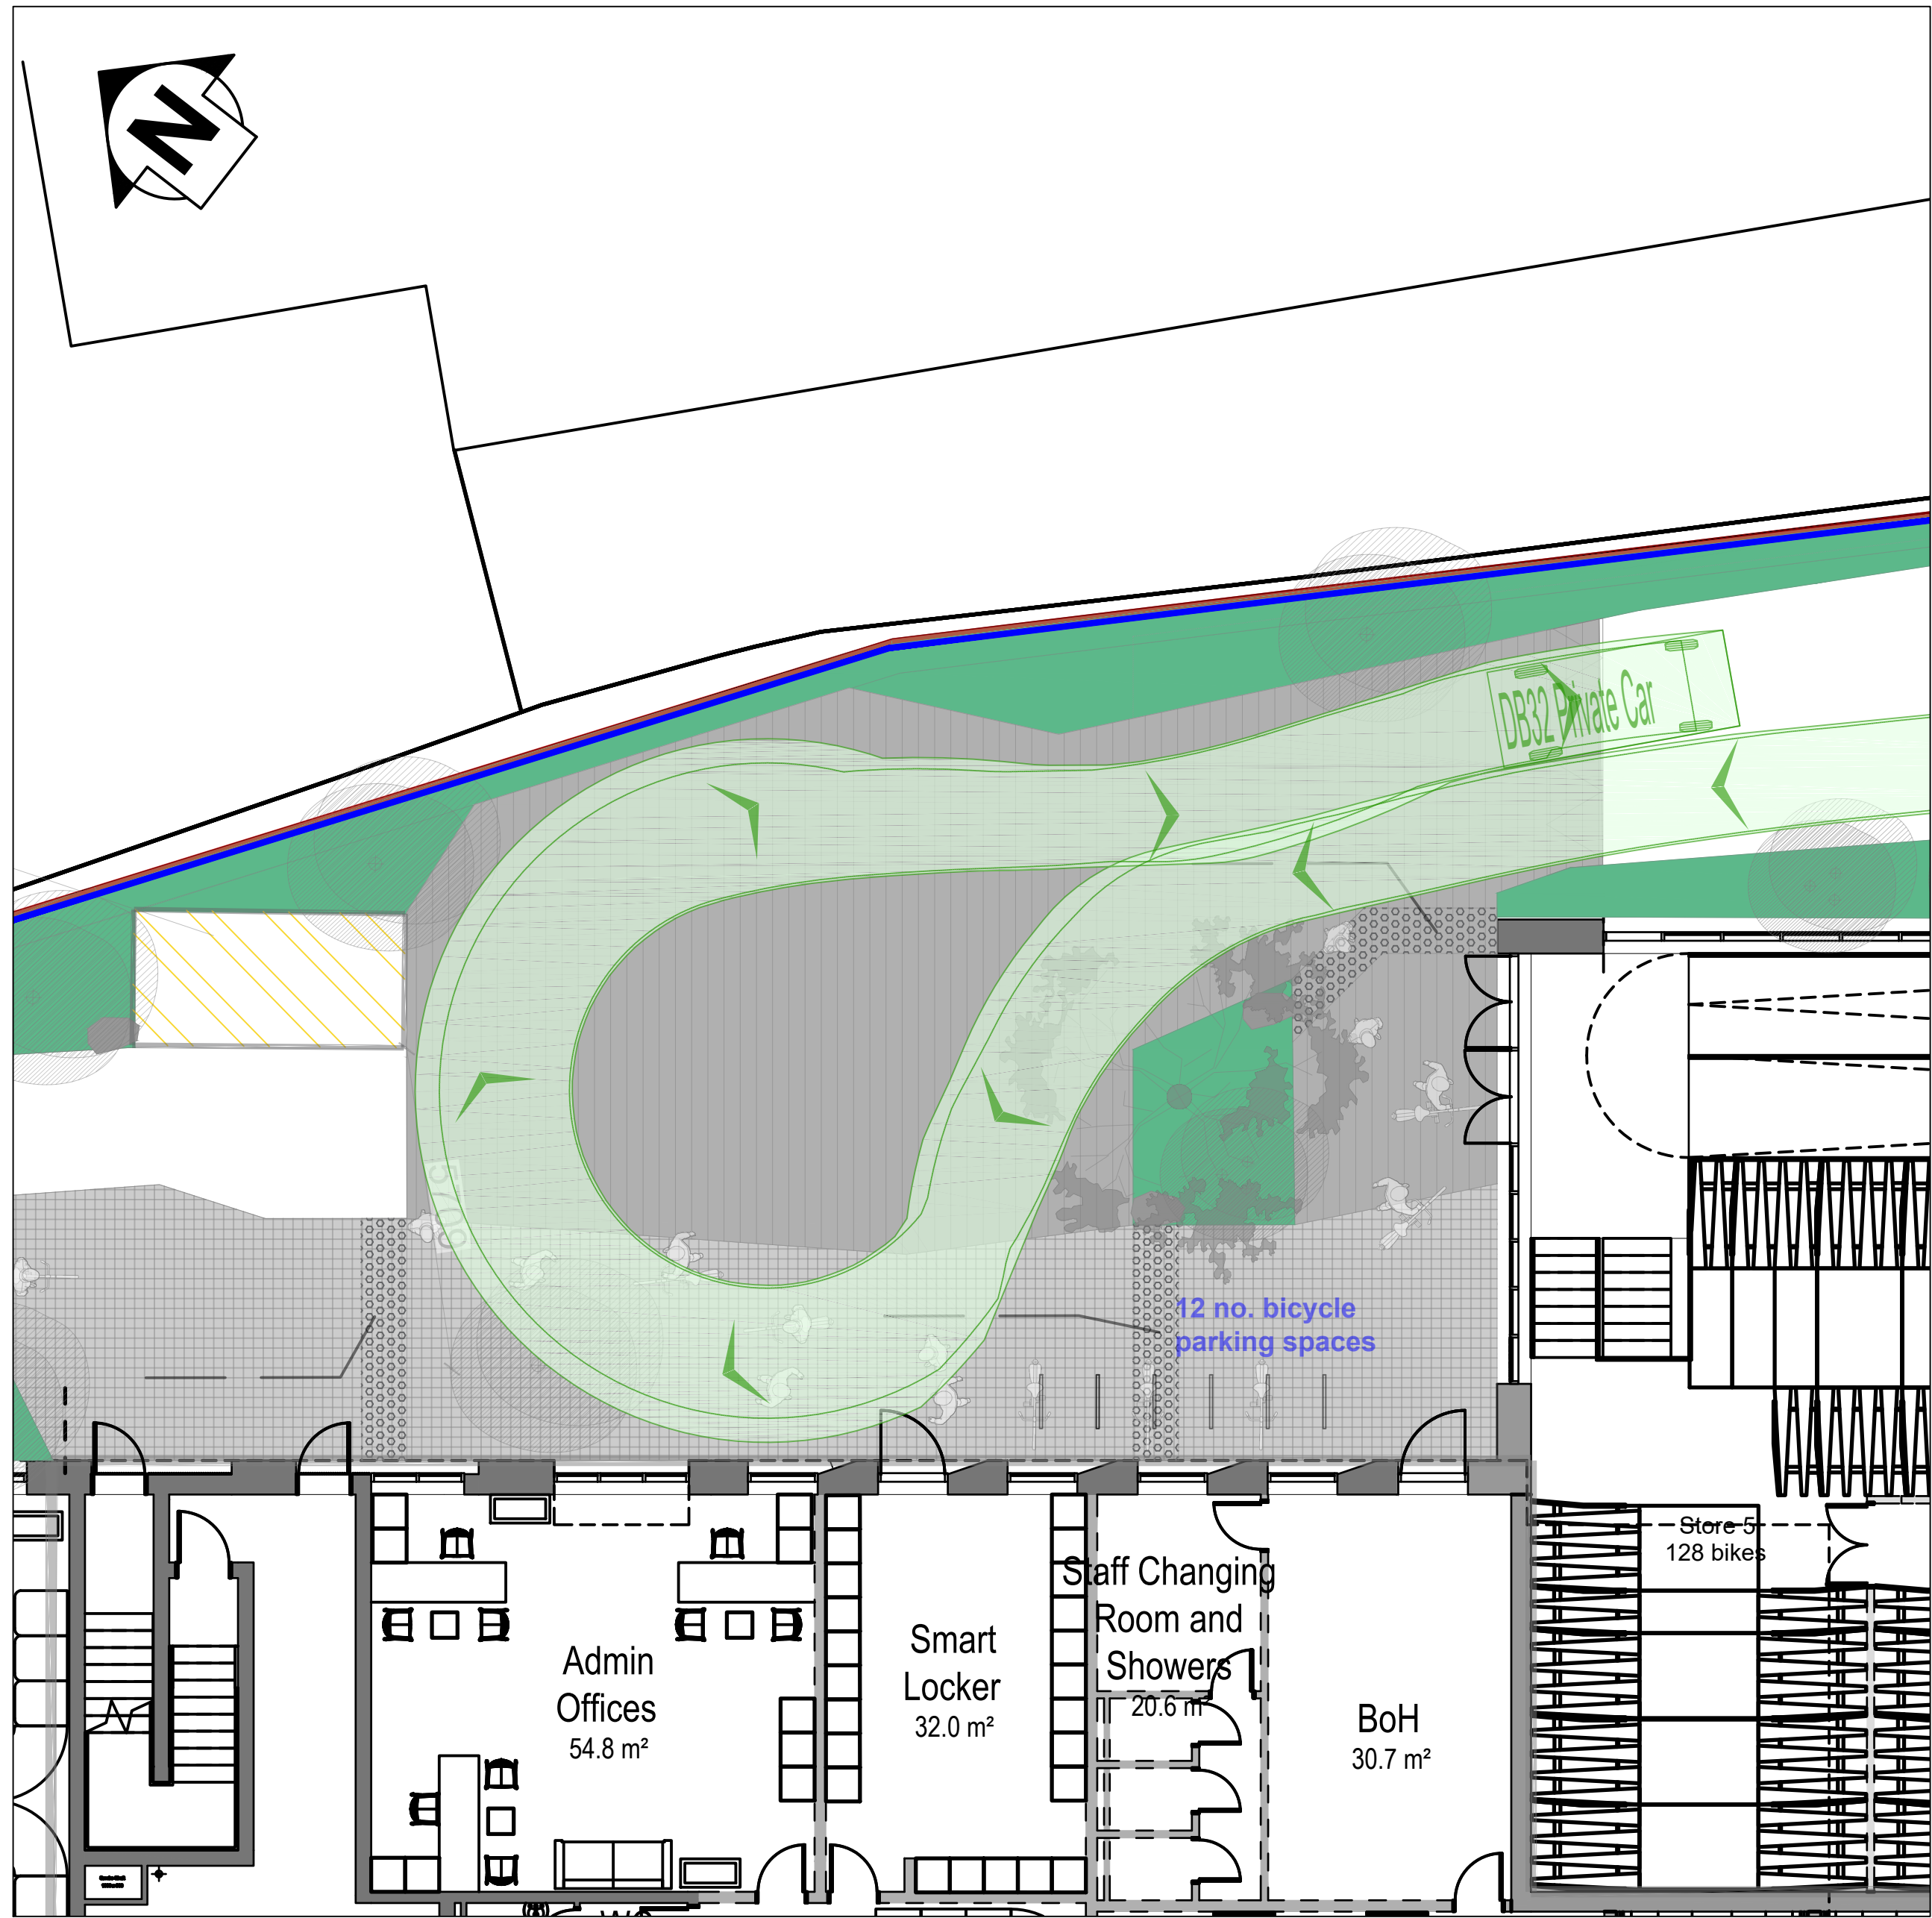 N
DB32 Private Car
12 no. bicycle
parking spaces
Store 5
128 bikes
Staff Changing
Room and
Showers
20.6 m²
Smart
Locker
32.0 m²
Admin
Offices
54.8 m²
BoH
30.7 m²